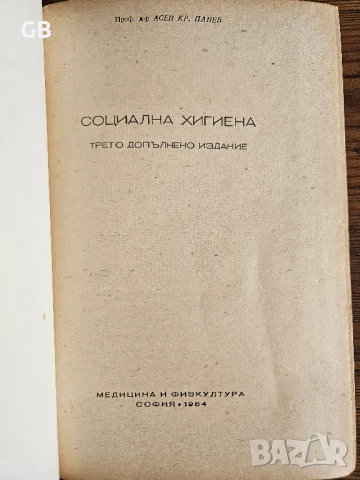 GB
Проф. д-р АСЕН КР. ПАНЕВ
СОЦИАЛНА ХИГИЕНА
ТРЕТО ДОПЪЛНЕНО ИЗДАНИЕ
МЕДИЦИНА И ФИЗКУЛТУРА
СОФИЯ • 1964
BAZAR
bg